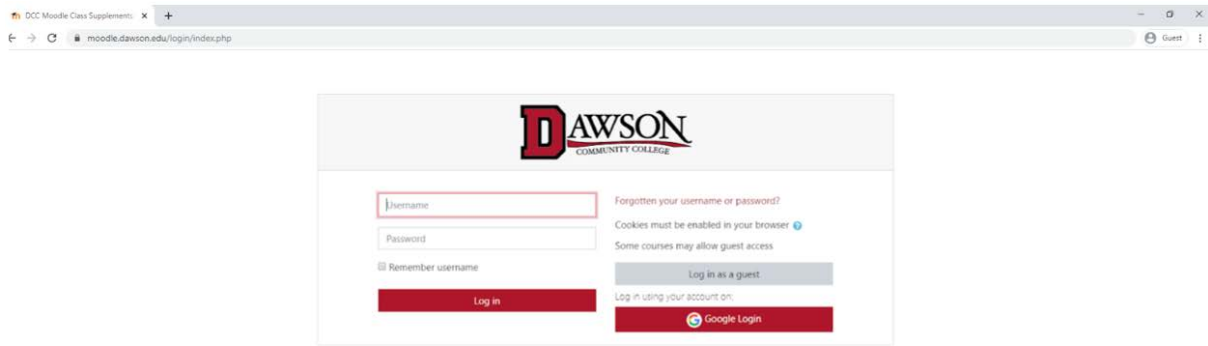 DCC Moodle Class Supplements:
moodle.dawson.edu/login/index.php
Guest
DAWSON
COMMUNITY COLLEGE
Username
Password
Remember username
Log in
Forgotten your username or password?
Cookies must be enabled in your browser
Some courses may allow guest access
Log in as a guest
Log in using your account on:
Google Login